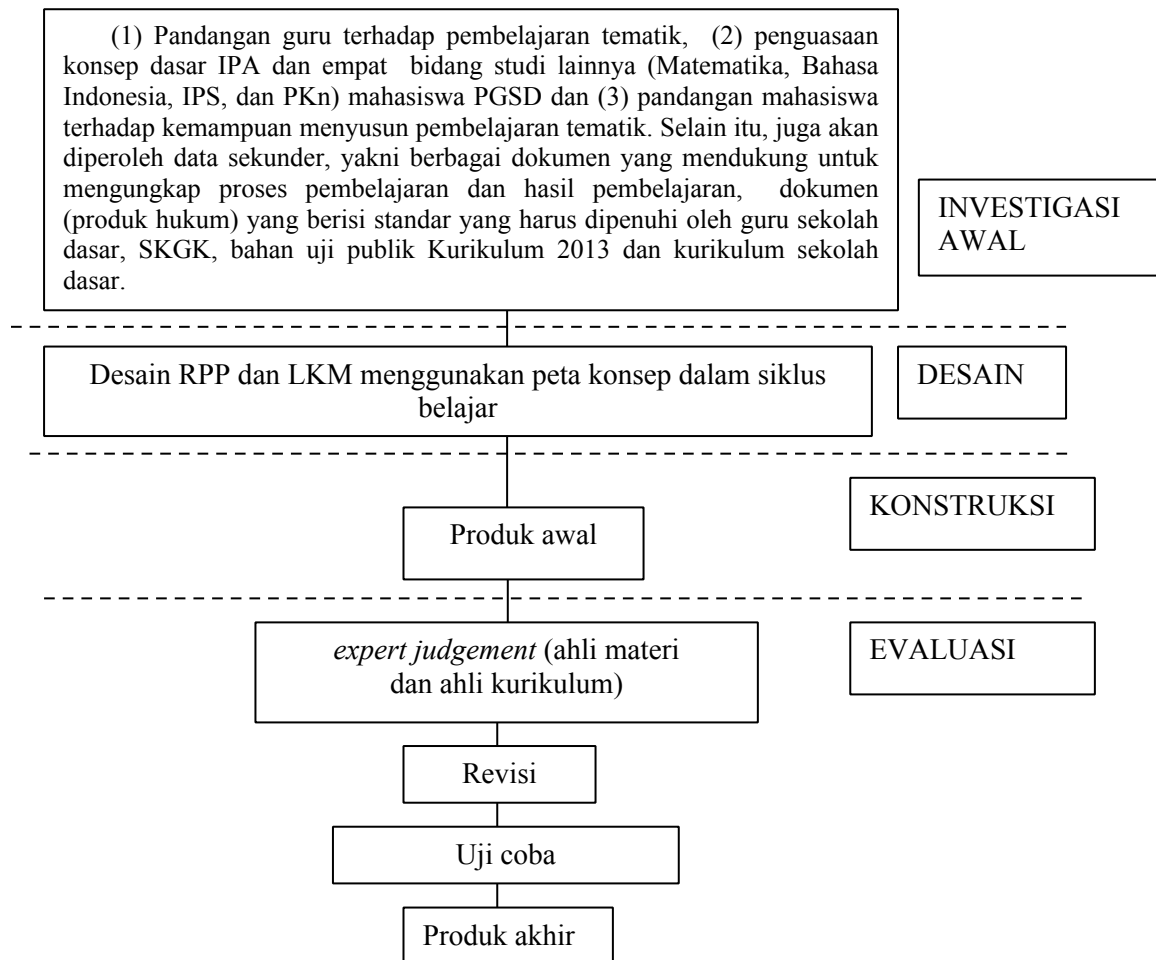 (1) Pandangan guru terhadap pembelajaran tematik, (2) penguasaan
konsep dasar IPA dan empat bidang studi lainnya (Matematika, Bahasa
Indonesia, IPS, dan PKn) mahasiswa PGSD dan (3) pandangan mahasiswa
terhadap kemampuan menyusun pembelajaran tematik. Selain itu, juga akan
diperoleh data sekunder, yakni berbagai dokumen yang mendukung untuk
mengungkap proses pembelajaran dan hasil pembelajaran, dokumen
(produk hukum) yang berisi standar yang harus dipenuhi oleh guru sekolah
dasar, SKGK, bahan uji publik Kurikulum 2013 dan kurikulum sekolah
dasar.
INVESTIGASI
AWAL
Desain RPP dan LKM menggunakan peta konsep dalam siklus
belajar
DESAIN
KONSTRUKSI
Produk awal
expert judgement (ahli materi
dan ahli kurikulum)
EVALUASI
Revisi
Uji coba
Produk akhir